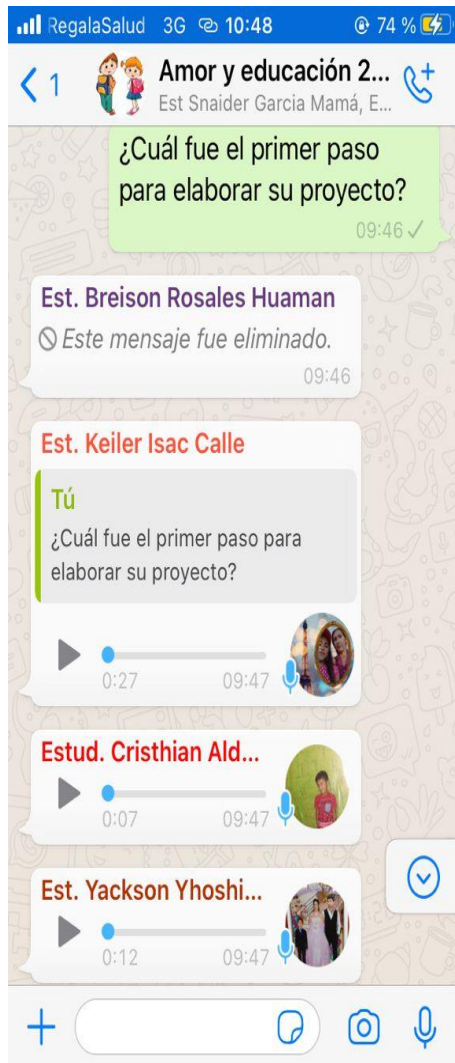 RegalaSalud 3G 10:48 74 %
1
Amor y educación 2...
Est Snaider Garcia Mamá, E...
¿Cuál fue el primer paso
para elaborar su proyecto?
09:46
Est. Breison Rosales Huaman
Este mensaje fue eliminado.
09:46
Est. Keiler Isac Calle
Tú
¿Cuál fue el primer paso para
elaborar su proyecto?
0:27 09:47
Estud. Cristhian Ald...
0:07 09:47
Est. Yackson Yhoshi...
0:12 09:47